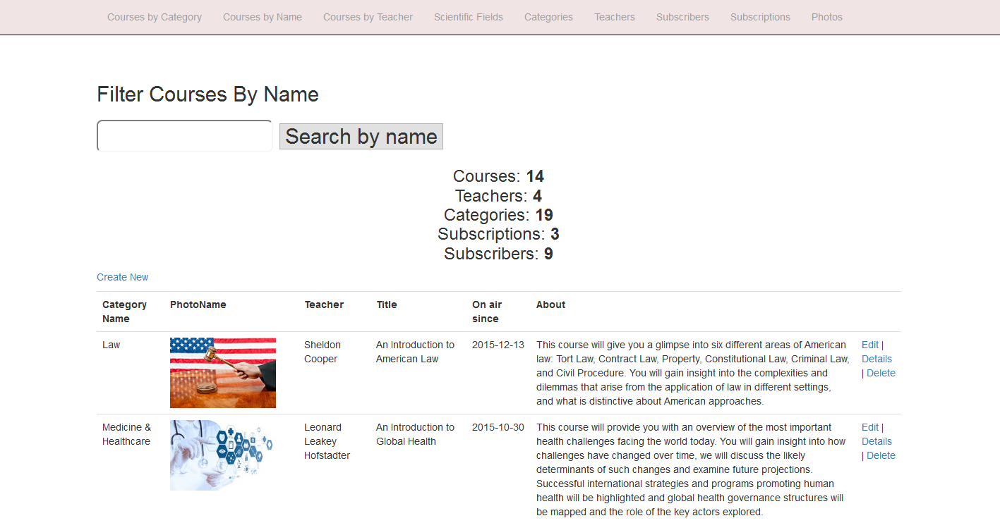 Courses by Category Courses by Name Courses by Teacher Scientific Fields Categories Teachers Subscribers Subscriptions Photos
Filter Courses By Name
Search by name
Courses: 14
Teachers: 4
Categories: 19
Subscriptions: 3
Subscribers: 9
Create New
Category Name PhotoName Teacher Title On air since About
Law
Sheldon
Cooper
An Introduction to
American Law
2015-12-13
This course will give you a glimpse into six different areas of American
law: Tort Law, Contract Law, Property, Constitutional Law, Criminal Law,
and Civil Procedure. You will gain insight into the complexities and
dilemmas that arise from the application of law in different settings,
and what is distinctive about American approaches.
Edit |
Details
| Delete
Medicine &
Healthcare
Leonard
Leakey
Hofstadter
An Introduction to
Global Health
2015-10-30
This course will provide you with an overview of the most important
health challenges facing the world today. You will gain insight into how
challenges have changed over time, we will discuss the likely
determinants of such changes and examine future projections.
Successful international strategies and programs promoting human
health will be highlighted and global health governance structures will
be mapped and the role of the key actors explored.
Edit |
Details
| Delete